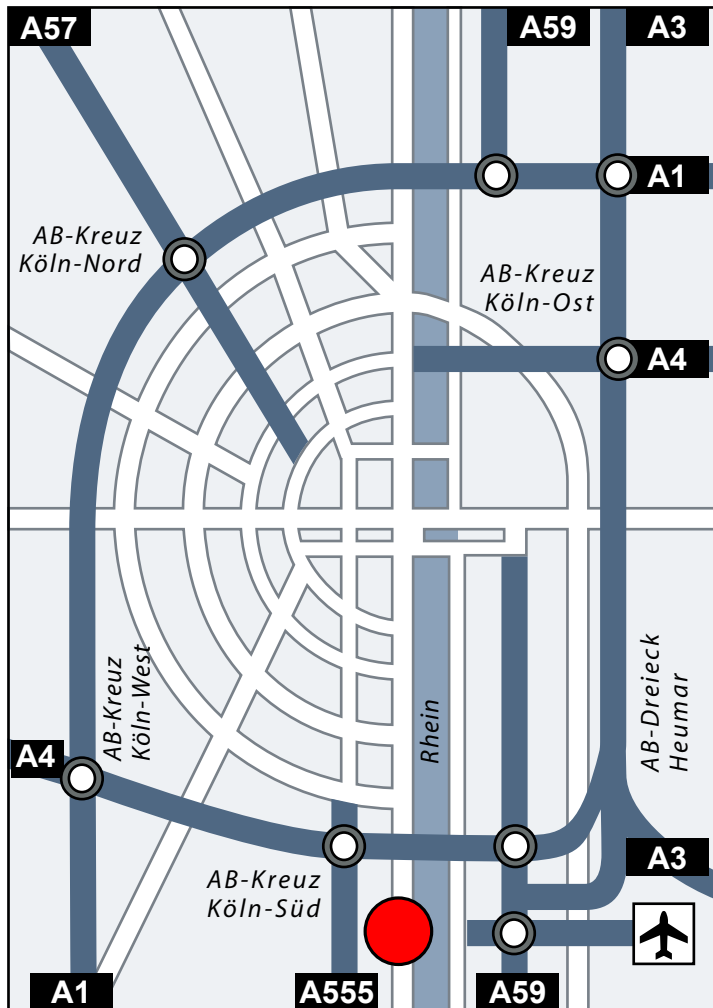 A57
A59
A3
A1
AB-Kreuz
Köln-Nord
AB-Kreuz
Köln-Ost
A4
AB-Kreuz
Köln-West
Rhein
AB-Dreieck
Heumar
A4
A3
AB-Kreuz
Köln-Süd
A1
A555
A59